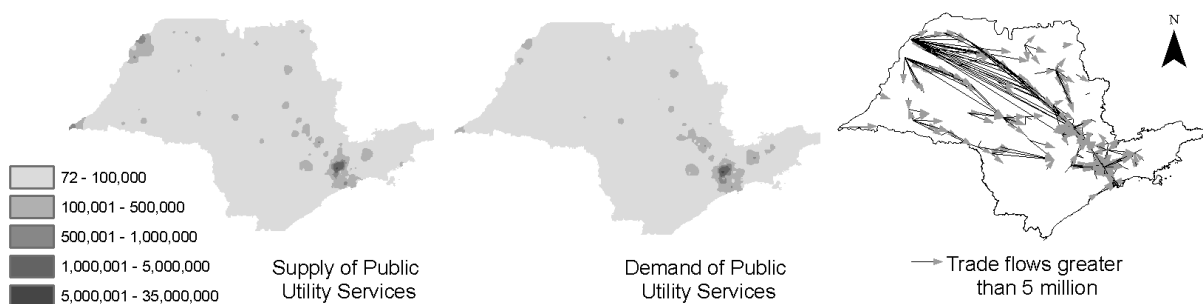 N
72 - 100,000
100,001 - 500,000
500,001 - 1,000,000
1,000,001 - 5,000,000
5,000,001 - 35,000,000
Supply of Public
Utility Services
Demand of Public
Utility Services
Trade flows greater
than 5 million